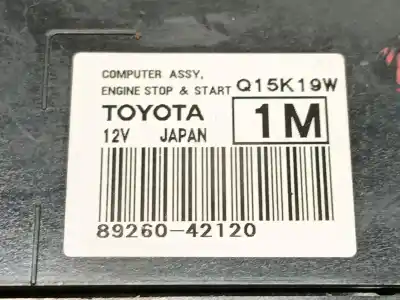 COMPUTER ASSY,
ENGINE STOP & START Q15K19W
TOYOTA 1M
12V JAPAN
89260-42120